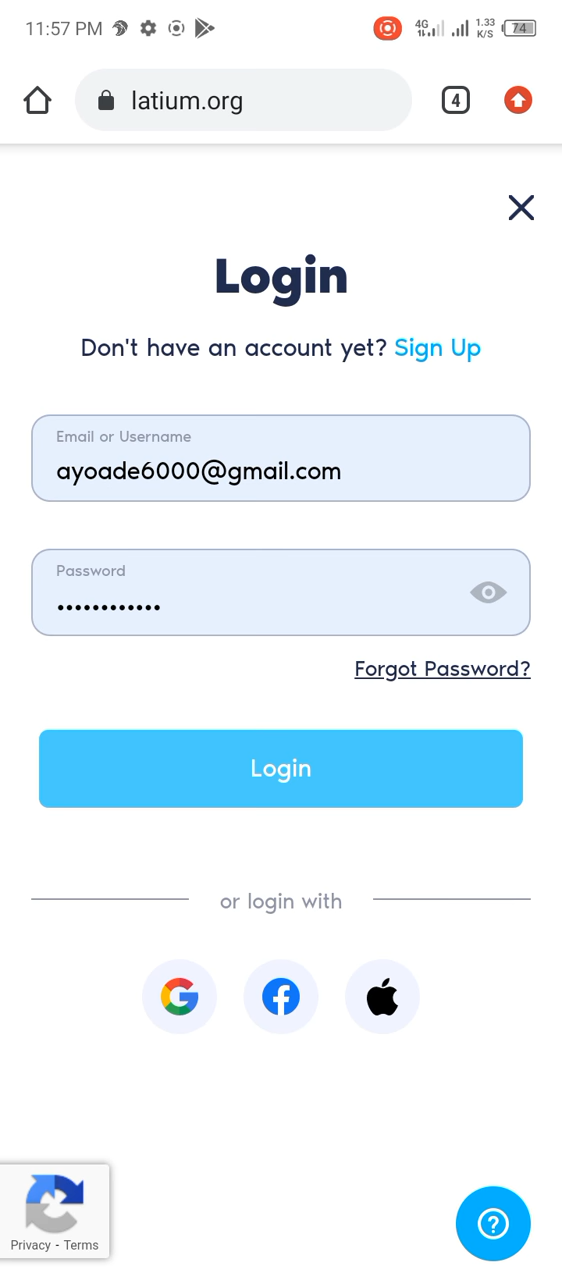 11:57 PM 4G 1.33 K/S 74
latium.org 4
Login
Don't have an account yet? Sign Up
Email or Username
ayoade6000@gmail.com
Password
••••••••••••
Forgot Password?
Login
or login with
Privacy - Terms